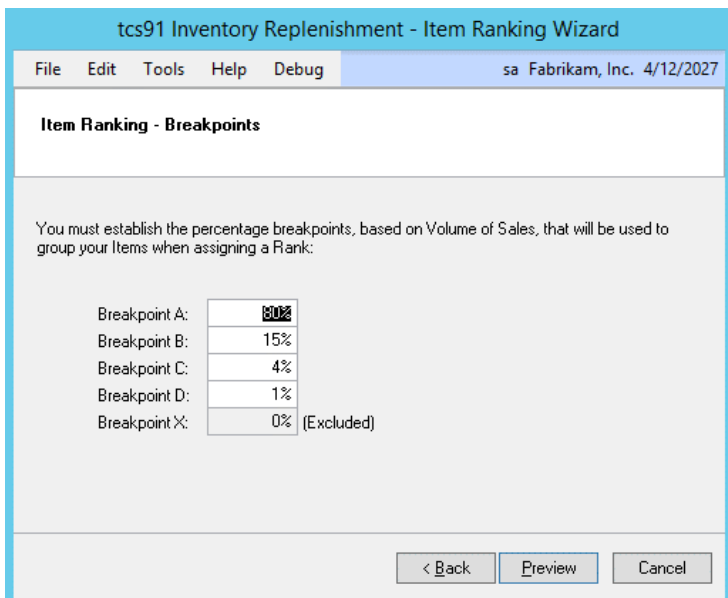 tcs91 Inventory Replenishment - Item Ranking Wizard
File Edit Tools Help Debug sa Fabrikam, Inc. 4/12/2027
Item Ranking - Breakpoints
You must establish the percentage breakpoints, based on Volume of Sales, that will be used to
group your Items when assigning a Rank:
Breakpoint A: 80%
Breakpoint B: 15%
Breakpoint C: 4%
Breakpoint D: 1%
Breakpoint X: 0% (Excluded)
< Back Preview Cancel